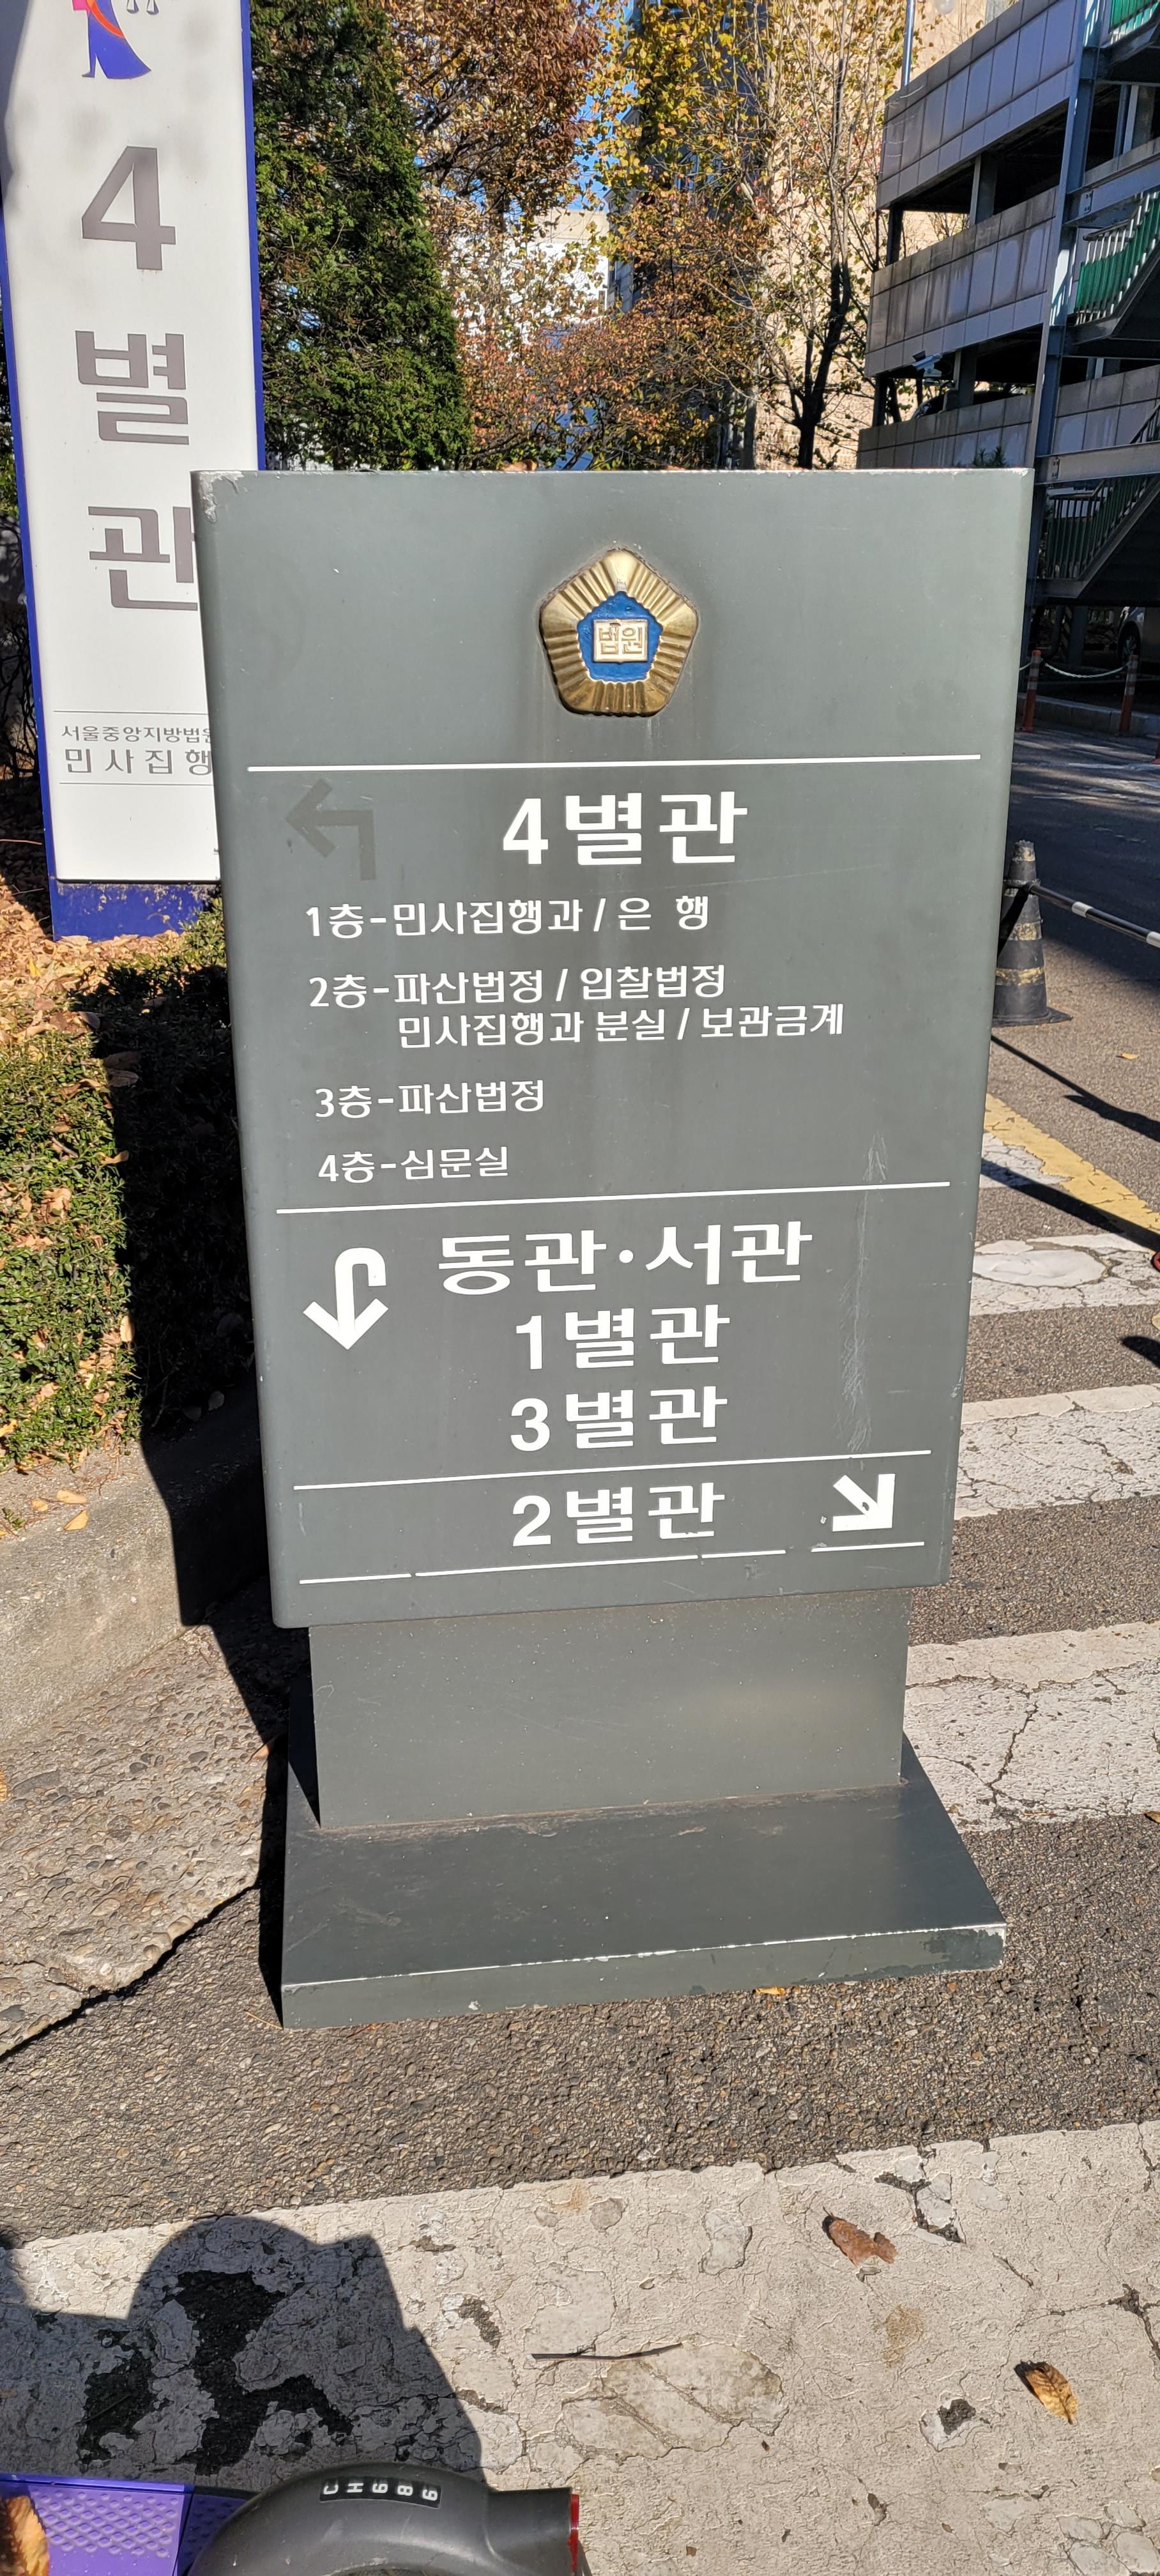 4
별
관
서울중앙지방법원
민사집행
법원
4별관
1층-민사집행과 / 은 행
2층-파산법정 / 입찰법정
민사집행과 분실 / 보관금계
3층-파산법정
4층-심문실
동관·서관
1별관
3별관
2별관
CH689